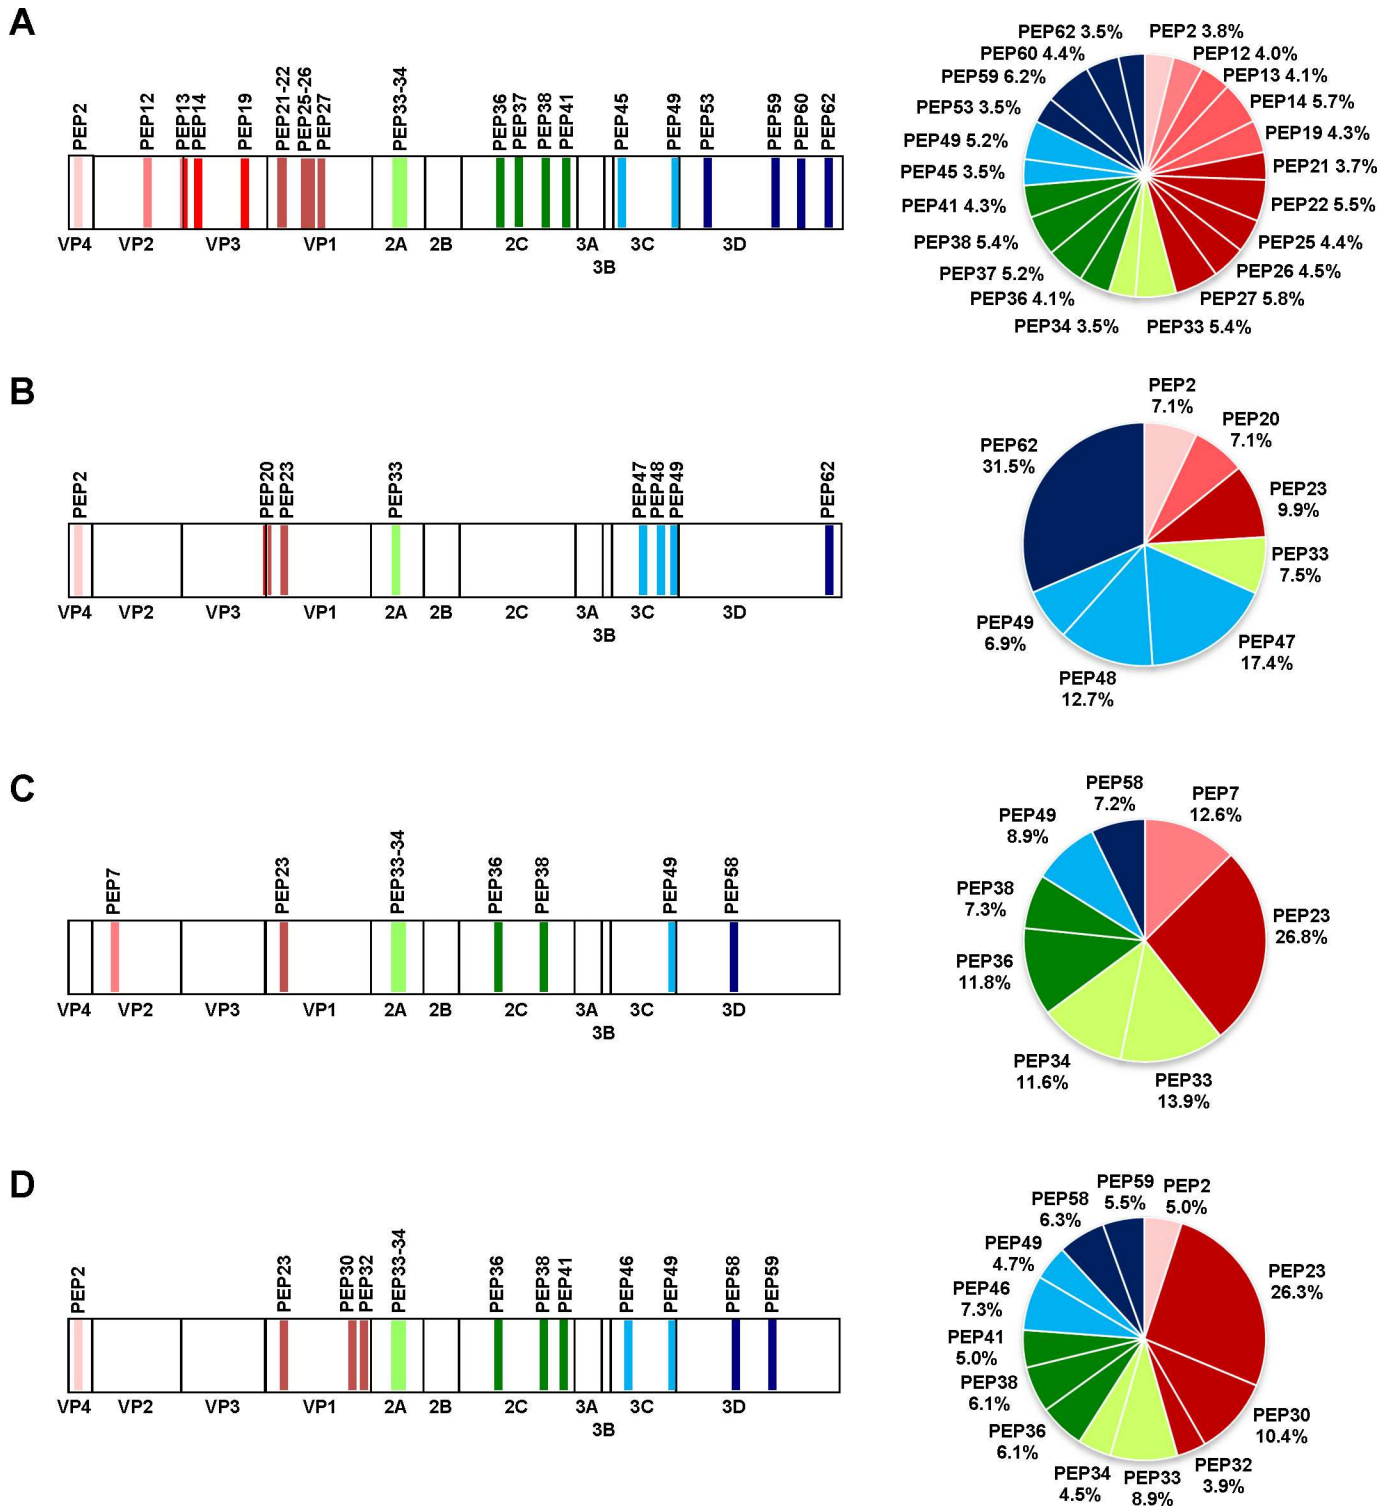 A
PEP2
PEP12
PEP13
PEP14
PEP19
PEP21-22
PEP25-26
PEP27
PEP33-34
PEP36
PEP37
PEP38
PEP41
PEP45
PEP49
PEP53
PEP59
PEP60
PEP62
VP4 VP2 VP3 VP1 2A 2B 2C 3A 3C 3D
3B
PEP62 3.5% PEP2 3.8%
PEP60 4.4% PEP12 4.0%
PEP59 6.2% PEP13 4.1%
PEP53 3.5% PEP14 5.7%
PEP49 5.2% PEP19 4.3%
PEP45 3.5% PEP21 3.7%
PEP41 4.3% PEP22 5.5%
PEP38 5.4% PEP25 4.4%
PEP37 5.2% PEP26 4.5%
PEP36 4.1% PEP27 5.8%
PEP34 3.5% PEP33 5.4%
B
PEP2
PEP20
PEP23
PEP33
PEP47
PEP48
PEP49
PEP62
VP4 VP2 VP3 VP1 2A 2B 2C 3A 3C 3D
3B
PEP2
7.1%
PEP20
7.1%
PEP23
9.9%
PEP33
7.5%
PEP47
17.4%
PEP48
12.7%
PEP49
6.9%
PEP62
31.5%
C
PEP7
PEP23
PEP33-34
PEP36
PEP38
PEP49
PEP58
VP4 VP2 VP3 VP1 2A 2B 2C 3A 3C 3D
3B
PEP7
12.6%
PEP23
26.8%
PEP33
13.9%
PEP34
11.6%
PEP36
11.8%
PEP38
7.3%
PEP49
8.9%
PEP58
7.2%
D
PEP2
PEP23
PEP30
PEP32
PEP33-34
PEP36
PEP38
PEP41
PEP46
PEP49
PEP58
PEP59
VP4 VP2 VP3 VP1 2A 2B 2C 3A 3C 3D
3B
PEP2
5.0%
PEP23
26.3%
PEP30
10.4%
PEP32
3.9%
PEP33
8.9%
PEP34
4.5%
PEP36
6.1%
PEP38
6.1%
PEP41
5.0%
PEP46
7.3%
PEP49
4.7%
PEP58
6.3%
PEP59
5.5%